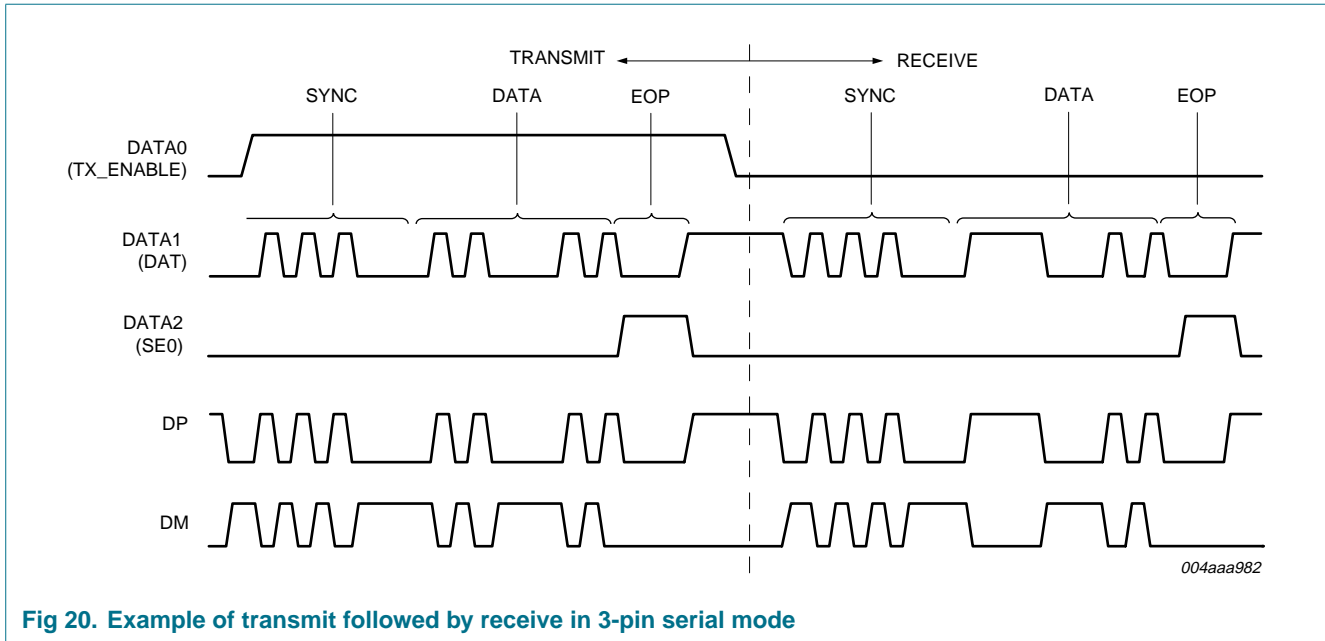 TRANSMIT
RECEIVE
SYNC
DATA
EOP
SYNC
DATA
EOP
DATA0
(TX_ENABLE)
DATA1
(DAT)
DATA2
(SE0)
DP
DM
004aaa982
Fig 20. Example of transmit followed by receive in 3-pin serial mode